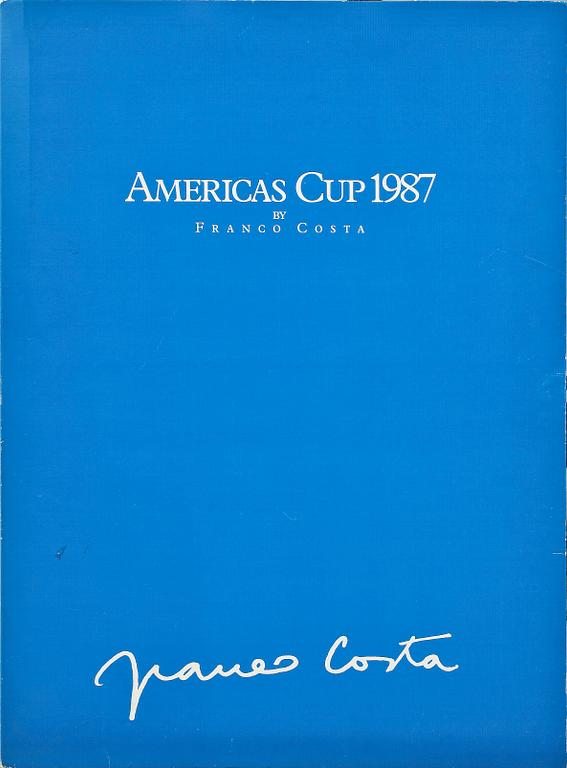 AMERICAS CUP 1987
BY
FRANCO COSTA
franco Costa